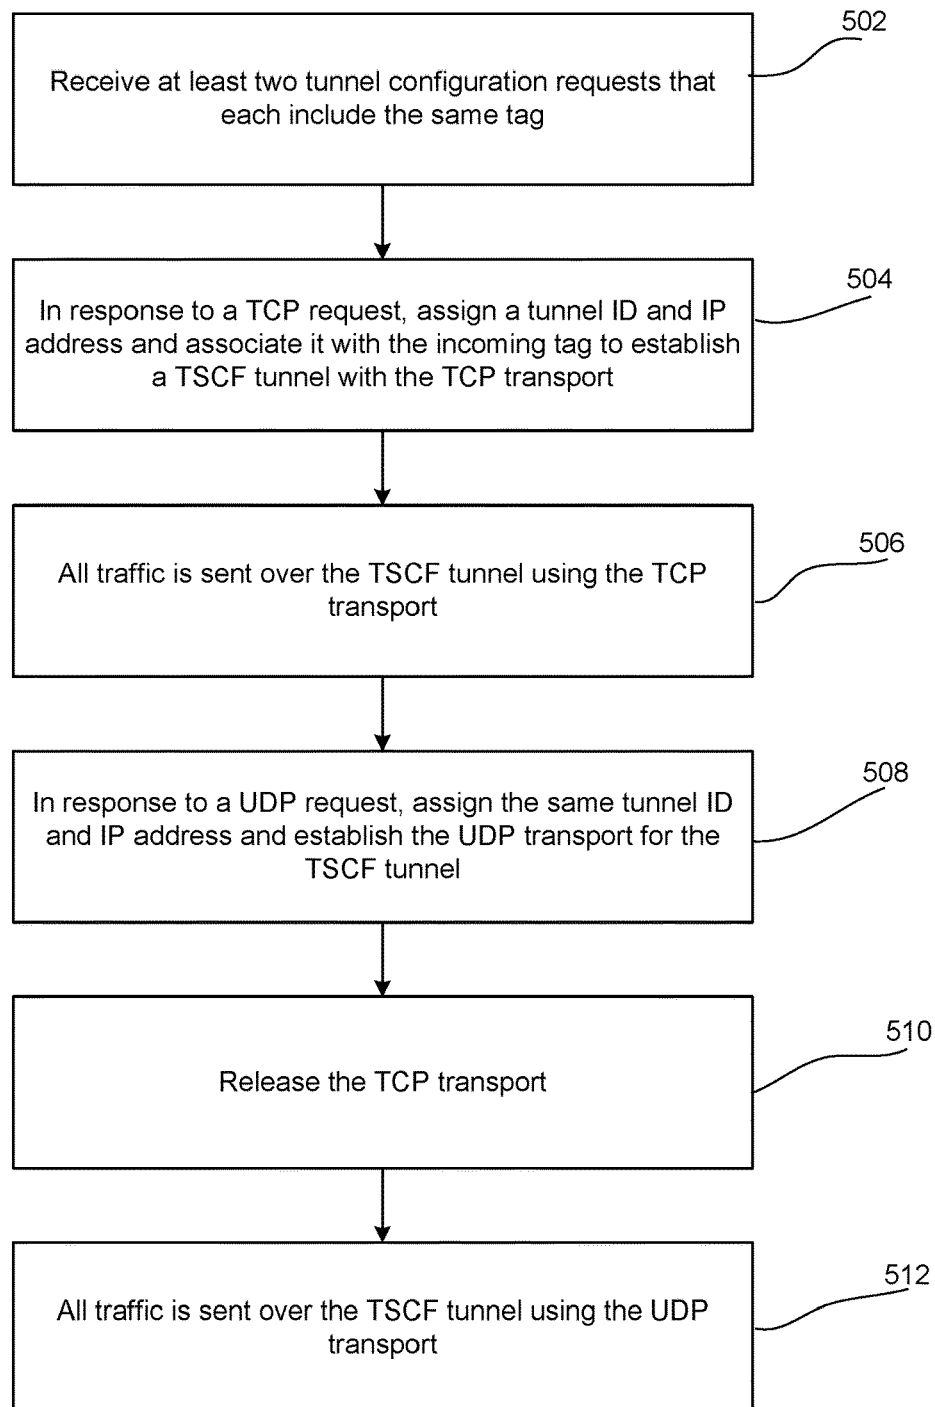 502
Receive at least two tunnel configuration requests that
each include the same tag
504
In response to a TCP request, assign a tunnel ID and IP
address and associate it with the incoming tag to establish
a TSCF tunnel with the TCP transport
506
All traffic is sent over the TSCF tunnel using the TCP
transport
508
In response to a UDP request, assign the same tunnel ID
and IP address and establish the UDP transport for the
TSCF tunnel
510
Release the TCP transport
512
All traffic is sent over the TSCF tunnel using the UDP
transport